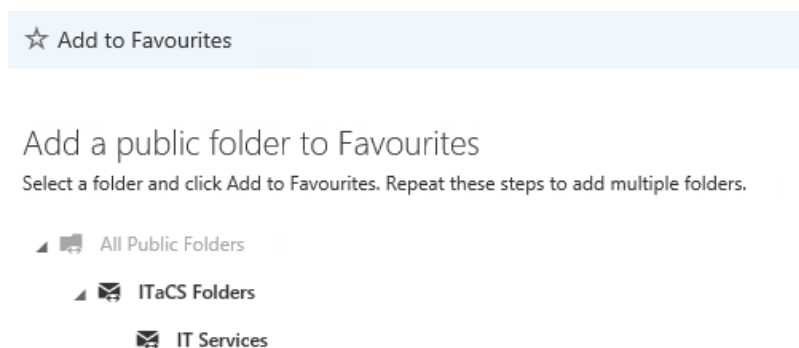 Add to Favourites
Add a public folder to Favourites
Select a folder and click Add to Favourites. Repeat these steps to add multiple folders.
All Public Folders
ITaCS Folders
IT Services